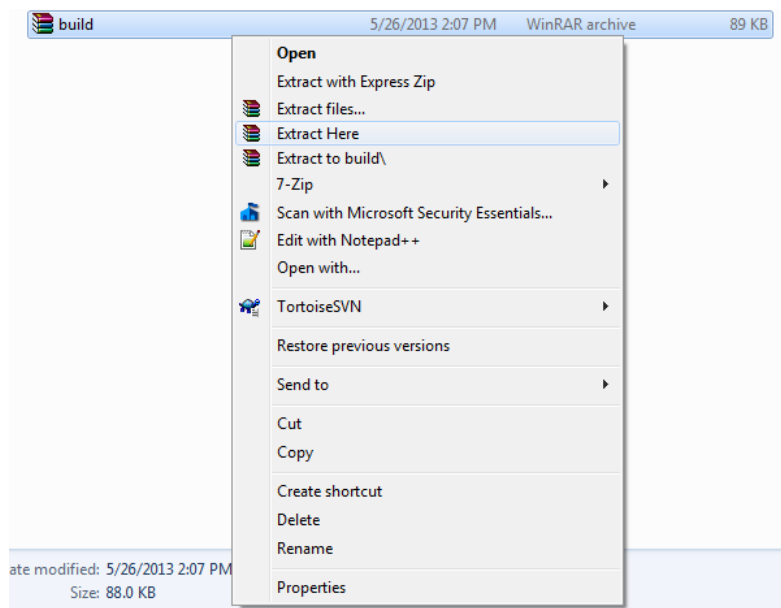 build 5/26/2013 2:07 PM WinRAR archive 89 KB
Open
Extract with Express Zip
Extract files...
Extract Here
Extract to build\
7-Zip
Scan with Microsoft Security Essentials...
Edit with Notepad++
Open with...
TortoiseSVN
Restore previous versions
Send to
Cut
Copy
Create shortcut
Delete
Rename
Properties
ate modified: 5/26/2013 2:07 PM
Size: 88.0 KB